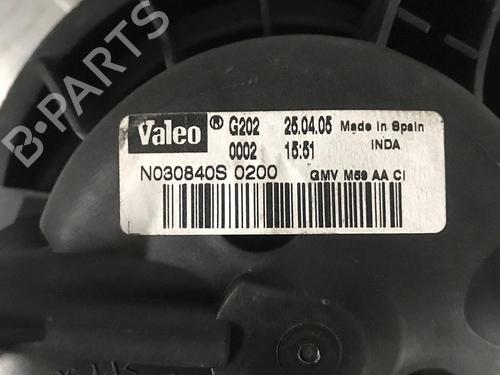 Valeo® G202 25.04.05 Made in Spain
0002 15:51 INDA
N030840S 0200 GMV M59 AA CI
B-PARTS